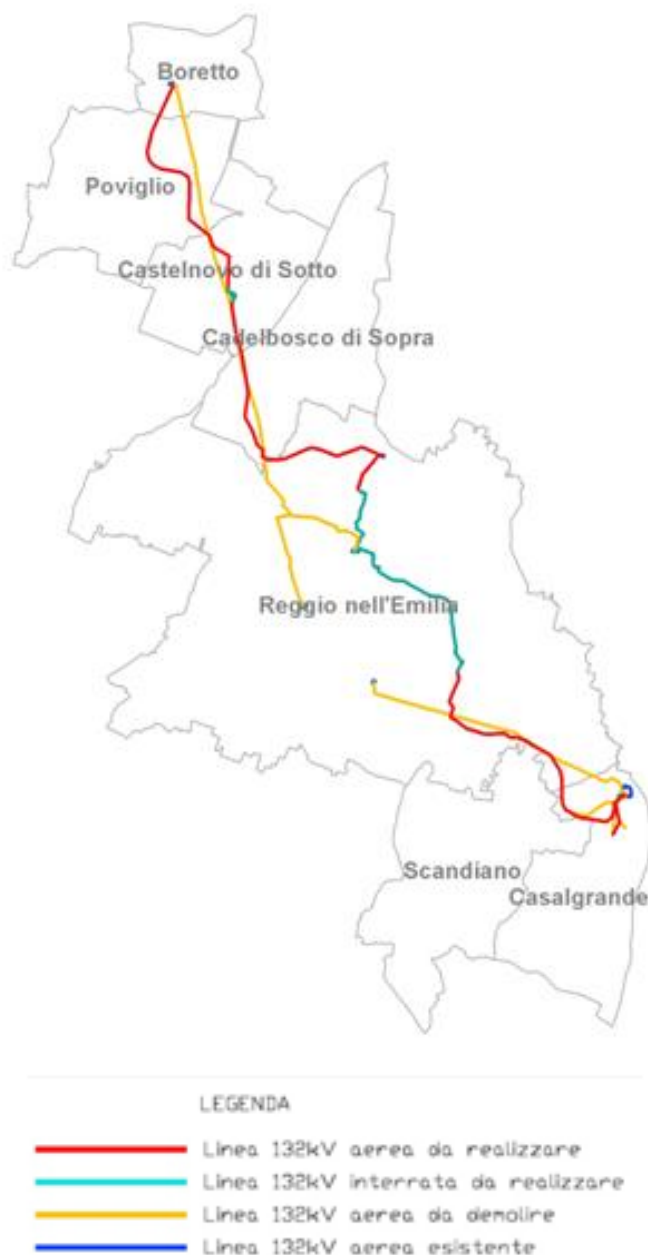 Boretto
Poviglio
Castelnovo di Sotto
Cadelbosco di Sopra
Reggio nell'Emilia
Scandiano
Casalgrande
LEGENDA
Linea 132kV aerea da realizzare
Linea 132kV interrata da realizzare
Linea 132kV aerea da demolire
Linea 132kV aerea esistente